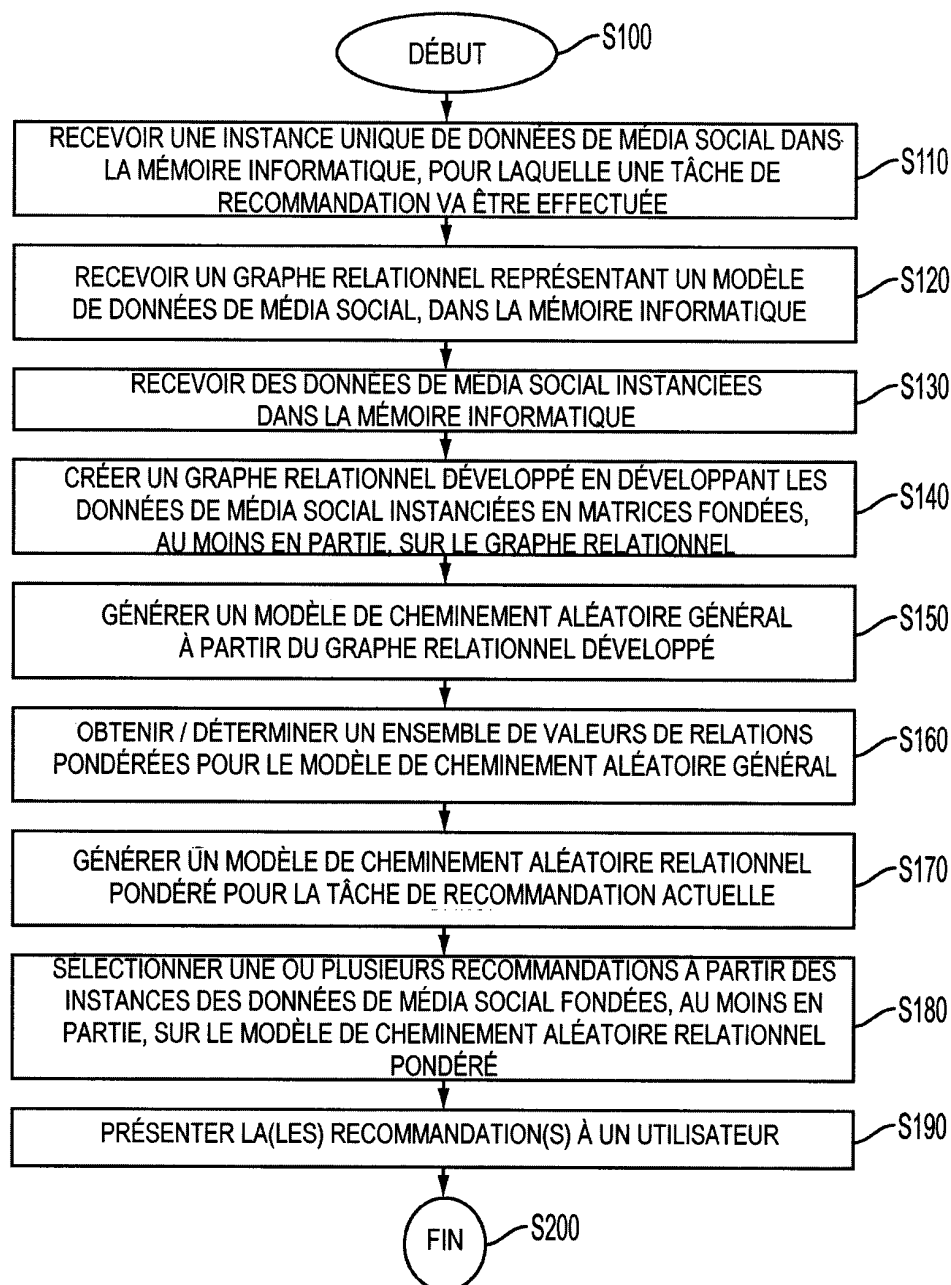 DÉBUT
S100
RECEVOIR UNE INSTANCE UNIQUE DE DONNÉES DE MÉDIA SOCIAL DANS
LA MÉMOIRE INFORMATIQUE, POUR LAQUELLE UNE TÂCHE DE
RECOMMANDATION VA ÊTRE EFFECTUÉE
S110
RECEVOIR UN GRAPHE RELATIONNEL REPRÉSENTANT UN MODÈLE
DE DONNÉES DE MÉDIA SOCIAL, DANS LA MÉMOIRE INFORMATIQUE
S120
RECEVOIR DES DONNÉES DE MÉDIA SOCIAL INSTANCIÉES
DANS LA MÉMOIRE INFORMATIQUE
S130
CRÉER UN GRAPHE RELATIONNEL DÉVELOPPÉ EN DÉVELOPPANT LES
DONNÉES DE MÉDIA SOCIAL INSTANCIÉES EN MATRICES FONDÉES,
AU MOINS EN PARTIE, SUR LE GRAPHE RELATIONNEL
S140
GÉNÉRER UN MODÈLE DE CHEMINEMENT ALÉATOIRE GÉNÉRAL
À PARTIR DU GRAPHE RELATIONNEL DÉVELOPPÉ
S150
OBTENIR / DÉTERMINER UN ENSEMBLE DE VALEURS DE RELATIONS
PONDÉRÉES POUR LE MODÈLE DE CHEMINEMENT ALÉATOIRE GÉNÉRAL
S160
GÉNÉRER UN MODÈLE DE CHEMINEMENT ALÉATOIRE RELATIONNEL
PONDÉRÉ POUR LA TÂCHE DE RECOMMANDATION ACTUELLE
S170
SÉLECTIONNER UNE OU PLUSIEURS RECOMMANDATIONS A PARTIR DES
INSTANCES DES DONNÉES DE MÉDIA SOCIAL FONDÉES, AU MOINS EN
PARTIE, SUR LE MODÈLE DE CHEMINEMENT ALÉATOIRE RELATIONNEL
PONDÉRÉ
S180
PRÉSENTER LA(LES) RECOMMANDATION(S) À UN UTILISATEUR
S190
FIN
S200